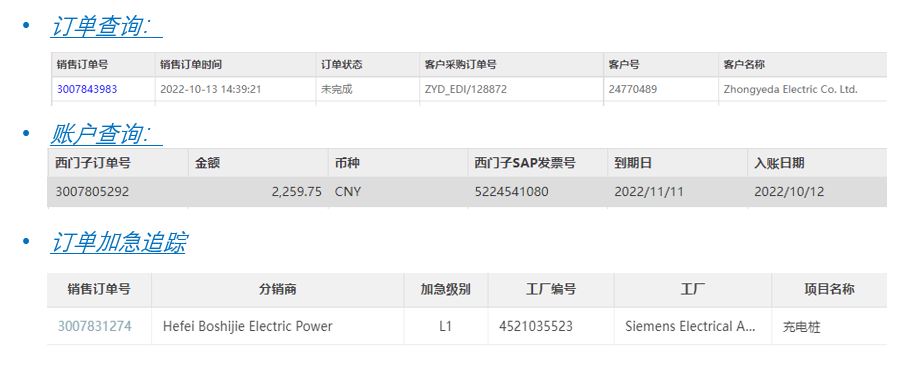 • 订单查询：
销售订单号 销售订单时间 订单状态 客户采购订单号 客户号 客户名称
3007843983 2022-10-13 14:39:21 未完成 ZYD_EDI/128872 24770489 Zhongyeda Electric Co. Ltd.
• 账户查询：
西门子订单号 金额 币种 西门子SAP发票号 到期日 入账日期
3007805292 2,259.75 CNY 5224541080 2022/11/11 2022/10/12
• 订单加急追踪
销售订单号 分销商 加急级别 工厂编号 工厂 项目名称
3007831274 Hefei Boshijie Electric Power L1 4521035523 Siemens Electrical A... 充电桩